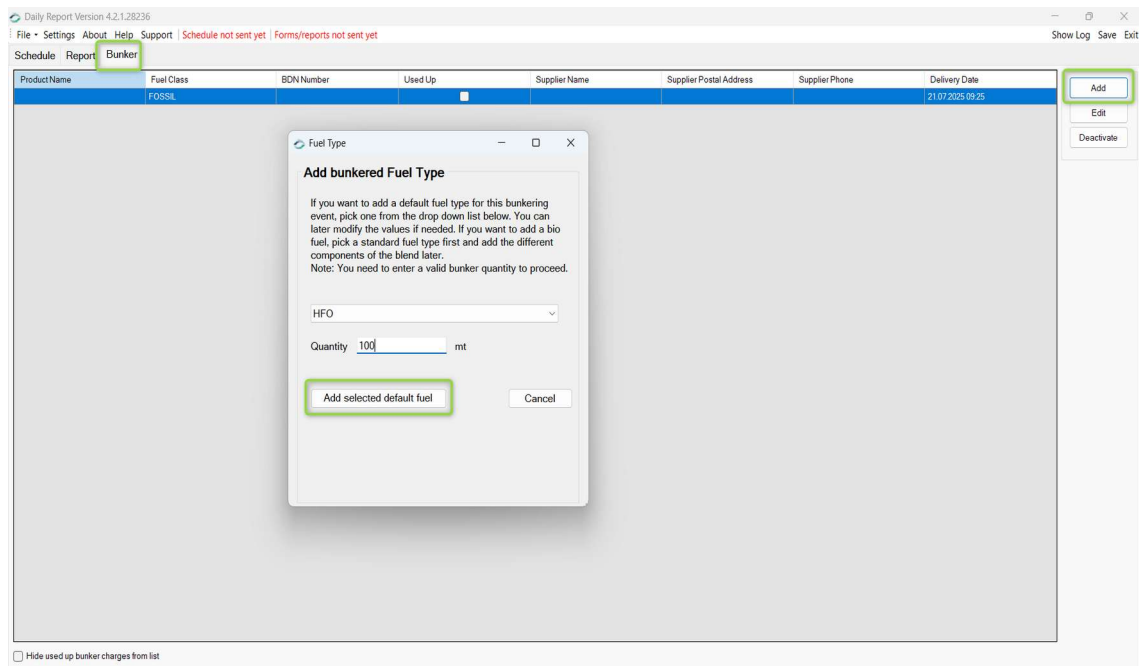 Daily Report Version 4.2.1.28236
File Settings About Help Support Schedule not sent yet Forms/reports not sent yet Show Log Save Exit
Schedule Report Bunker
Product Name Fuel Class BDN Number Used Up Supplier Name Supplier Postal Address Supplier Phone Delivery Date
FOSSIL 21.07.2025 09:25
Add
Edit
Deactivate
Fuel Type
Add bunkered Fuel Type
If you want to add a default fuel type for this bunkering
event, pick one from the drop down list below. You can
later modify the values if needed. If you want to add a bio
fuel, pick a standard fuel type first and add the different
components of the blend later.
Note: You need to enter a valid bunker quantity to proceed.
HFO
Quantity 100 mt
Add selected default fuel Cancel
Hide used up bunker charges from list